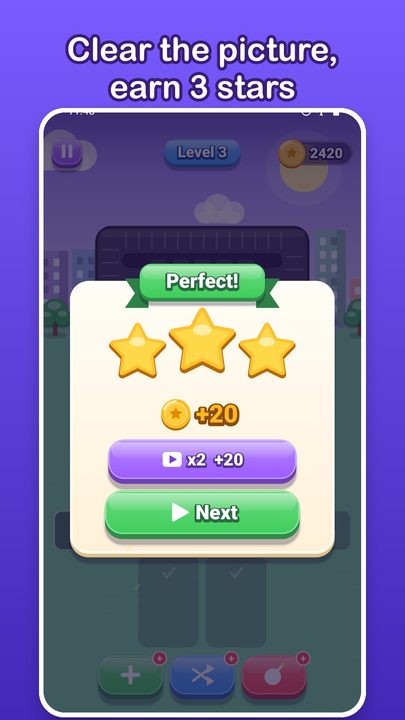 Clear the picture,
earn 3 stars
Level 3
2420
Perfect!
+20
x2 +20
Next